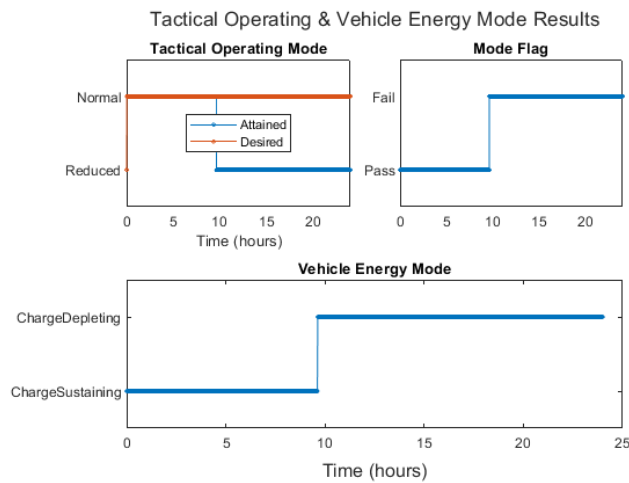 Tactical Operating & Vehicle Energy Mode Results
Tactical Operating Mode
Normal
Reduced
Attained
Desired
0 5 10 15 20
Time (hours)
Mode Flag
Fail
Pass
0 5 10 15 20
Vehicle Energy Mode
ChargeDepleting
ChargeSustaining
0 5 10 15 20 25
Time (hours)